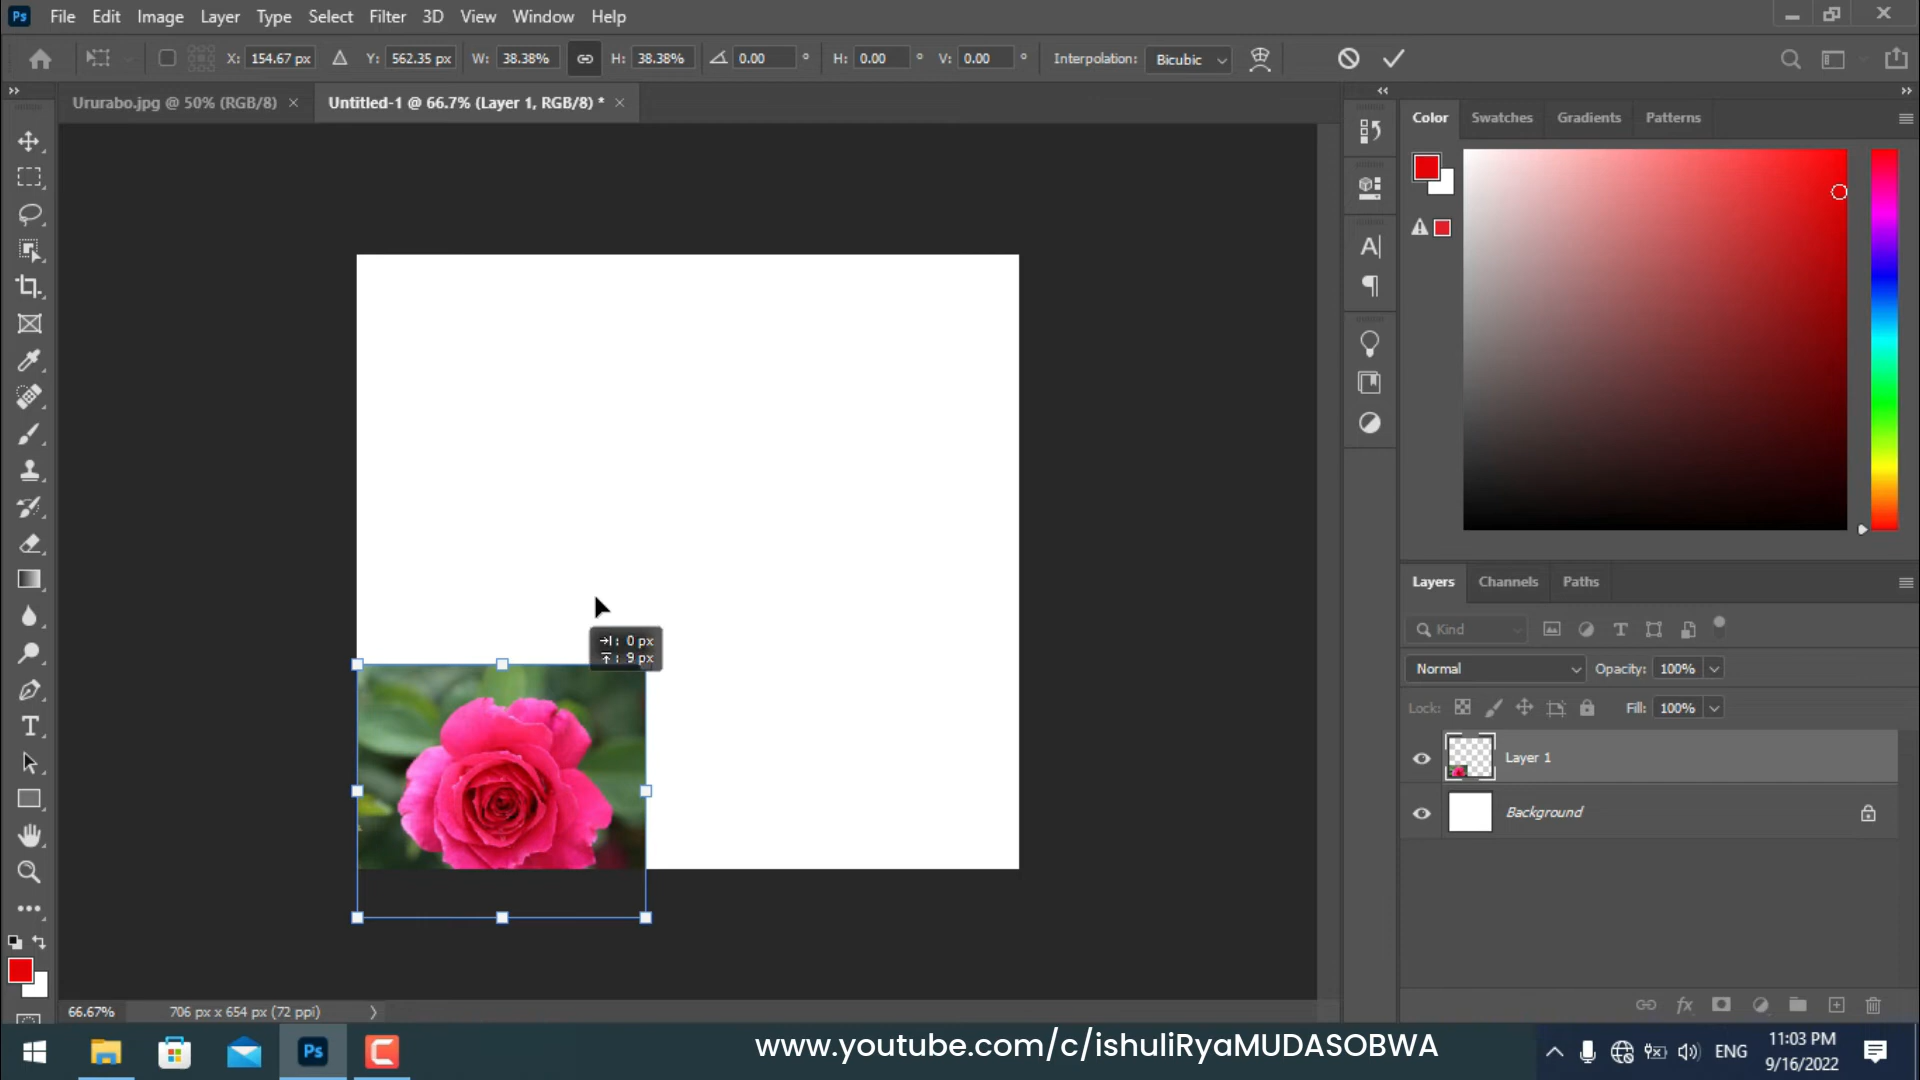 Ps File Edit Image Layer Type Select Filter 3D View Window Help
X: 154.67 px Y: 562.35 px W: 38.38% H: 38.38% 0.00 ° H: 0.00 ° V: 0.00 ° Interpolation: Bicubic
Ururabo.jpg @ 50% (RGB/8) × Untitled-1 @ 66.7% (Layer 1, RGB/8) * ×
Color Swatches Gradients Patterns
: 0 px
: 9 px
Layers Channels Paths
Kind
Normal Opacity: 100%
Lock: Fill: 100%
Layer 1
Background
66.67% 706 px x 654 px (72 ppi)
Ps www.youtube.com/c/ishuliRyaMUDASOBWA ENG
11:03 PM
9/16/2022